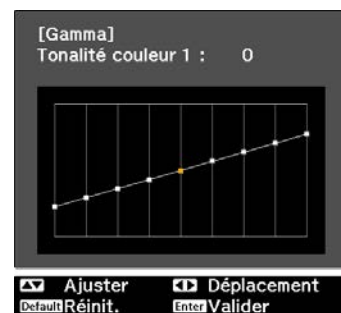 [Gamma]
Tonalité couleur 1 : 0
Ajuster Déplacement
Default Réinit. Enter Valider